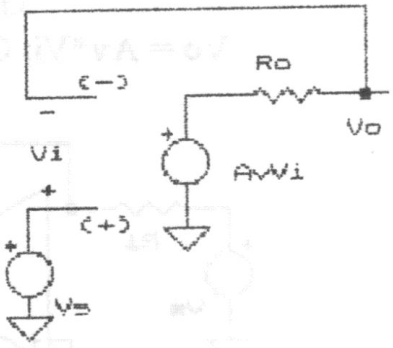 (-)
Ro
-
Vo
Vi
+
AvVi
+
(+)
+
Vs